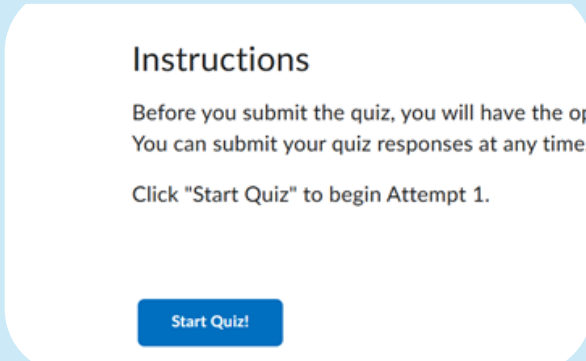 Instructions
Before you submit the quiz, you will have the op
You can submit your quiz responses at any time
Click "Start Quiz" to begin Attempt 1.
Start Quiz!